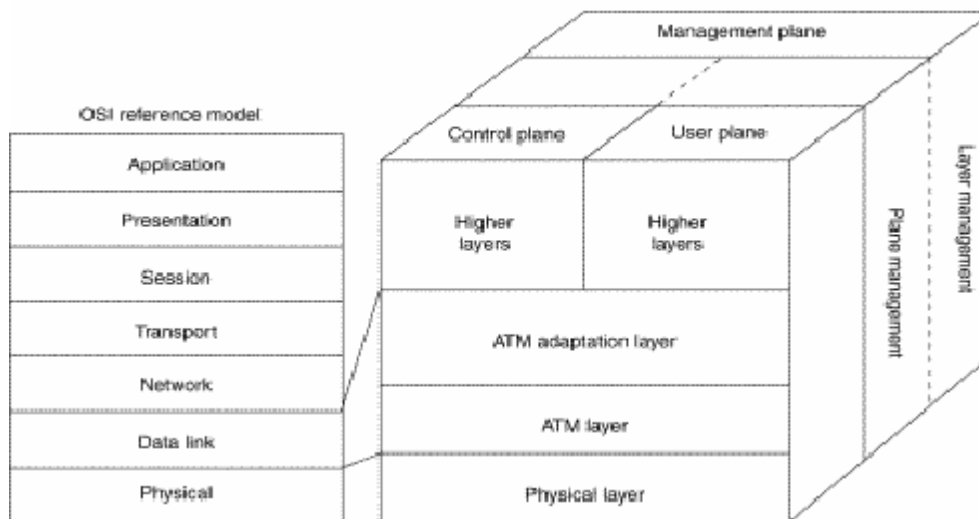 OSI reference model
Application
Presentation
Session
Transport
Network
Data link
Physical
Management plane
Control plane
User plane
Higher
layers
Higher
layers
ATM adaptation layer
ATM layer
Physical layer
Plane management
Layer management